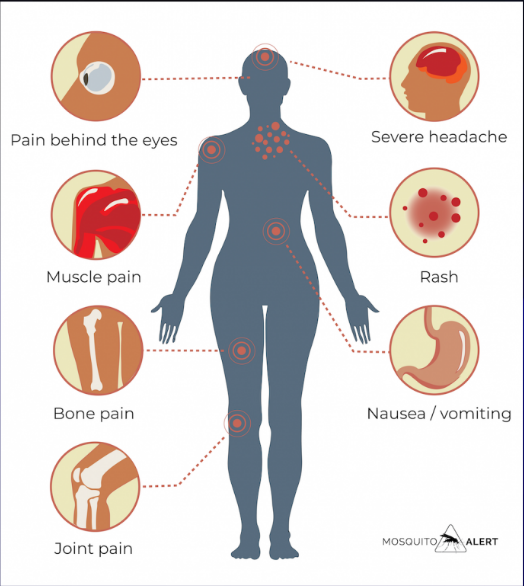 Pain behind the eyes
Severe headache
Muscle pain
Rash
Bone pain
Nausea / vomiting
Joint pain
MOSQUITO ALERT